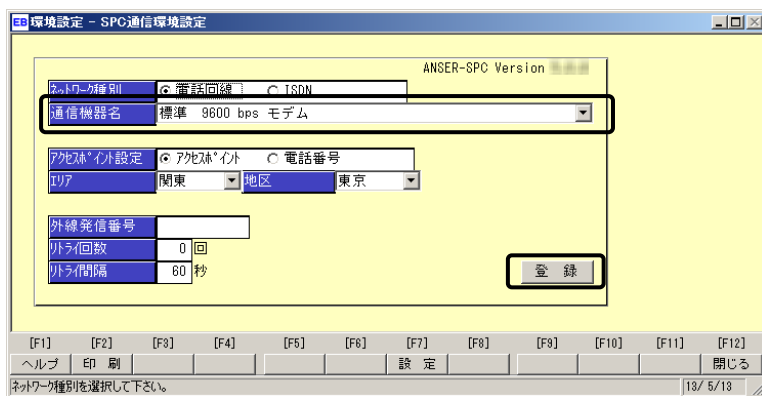 EB 環境設定 - SPC通信環境設定
ANSER-SPC Version
ﾈｯﾄﾜｰｸ種別 電話回線 ISDN
通信機器名 標準 9600 bps モデム
ｱｸｾｽﾎﾟｲﾝﾄ設定 ｱｸｾｽﾎﾟｲﾝﾄ 電話番号
ｴﾘｱ 関東 地区 東京
外線発信番号
ﾘﾄﾗｲ回数 0 回
ﾘﾄﾗｲ間隔 60 秒
登 録
[F1] [F2] [F3] [F4] [F5] [F6] [F7] [F8] [F9] [F10] [F11] [F12]
ヘルプ 印 刷 設 定 閉じる
ﾈｯﾄﾜｰｸ種別を選択して下さい。 13/ 5/13